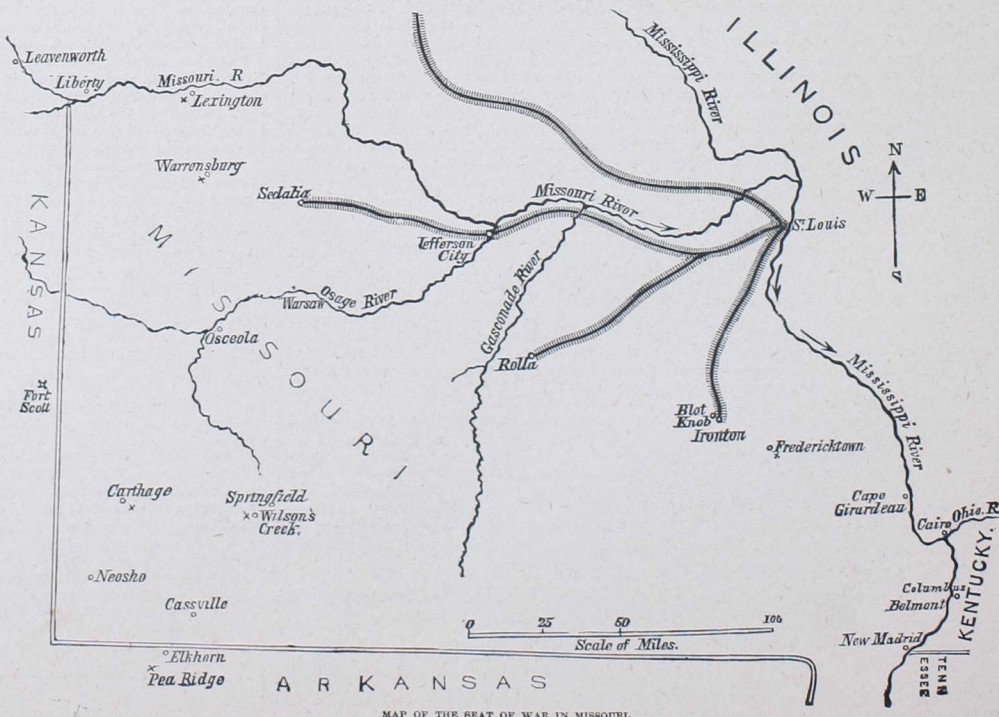 ILLINOIS
Leavenworth
Liberty
Missouri. R
Lexington
Mississippi
River
Warronsburg
N
W
E
S
Sedalia
Missouri River
St. Louis
KANSAS
MISSOURI
Jefferson
City
Warsaw
Osage River
Gasconade River
Osceola
Rolla
Mississippi River
Fort
Scott
Blot
Knob
Ironton
Fredericktown
Carthage
Springfield
Wilson's
Creek.
Cape
Girardeau
Cairo
Ohio. R
KENTUCKY.
Neosho
Cassville
Columbus
Belmont
0 25 50 100
Scale of Miles.
New Madrid
TENN
ESSEE
Elkhorn
Pea Ridge
ARKANSAS
MAP OF THE SEAT OF WAR IN MISSOURI.